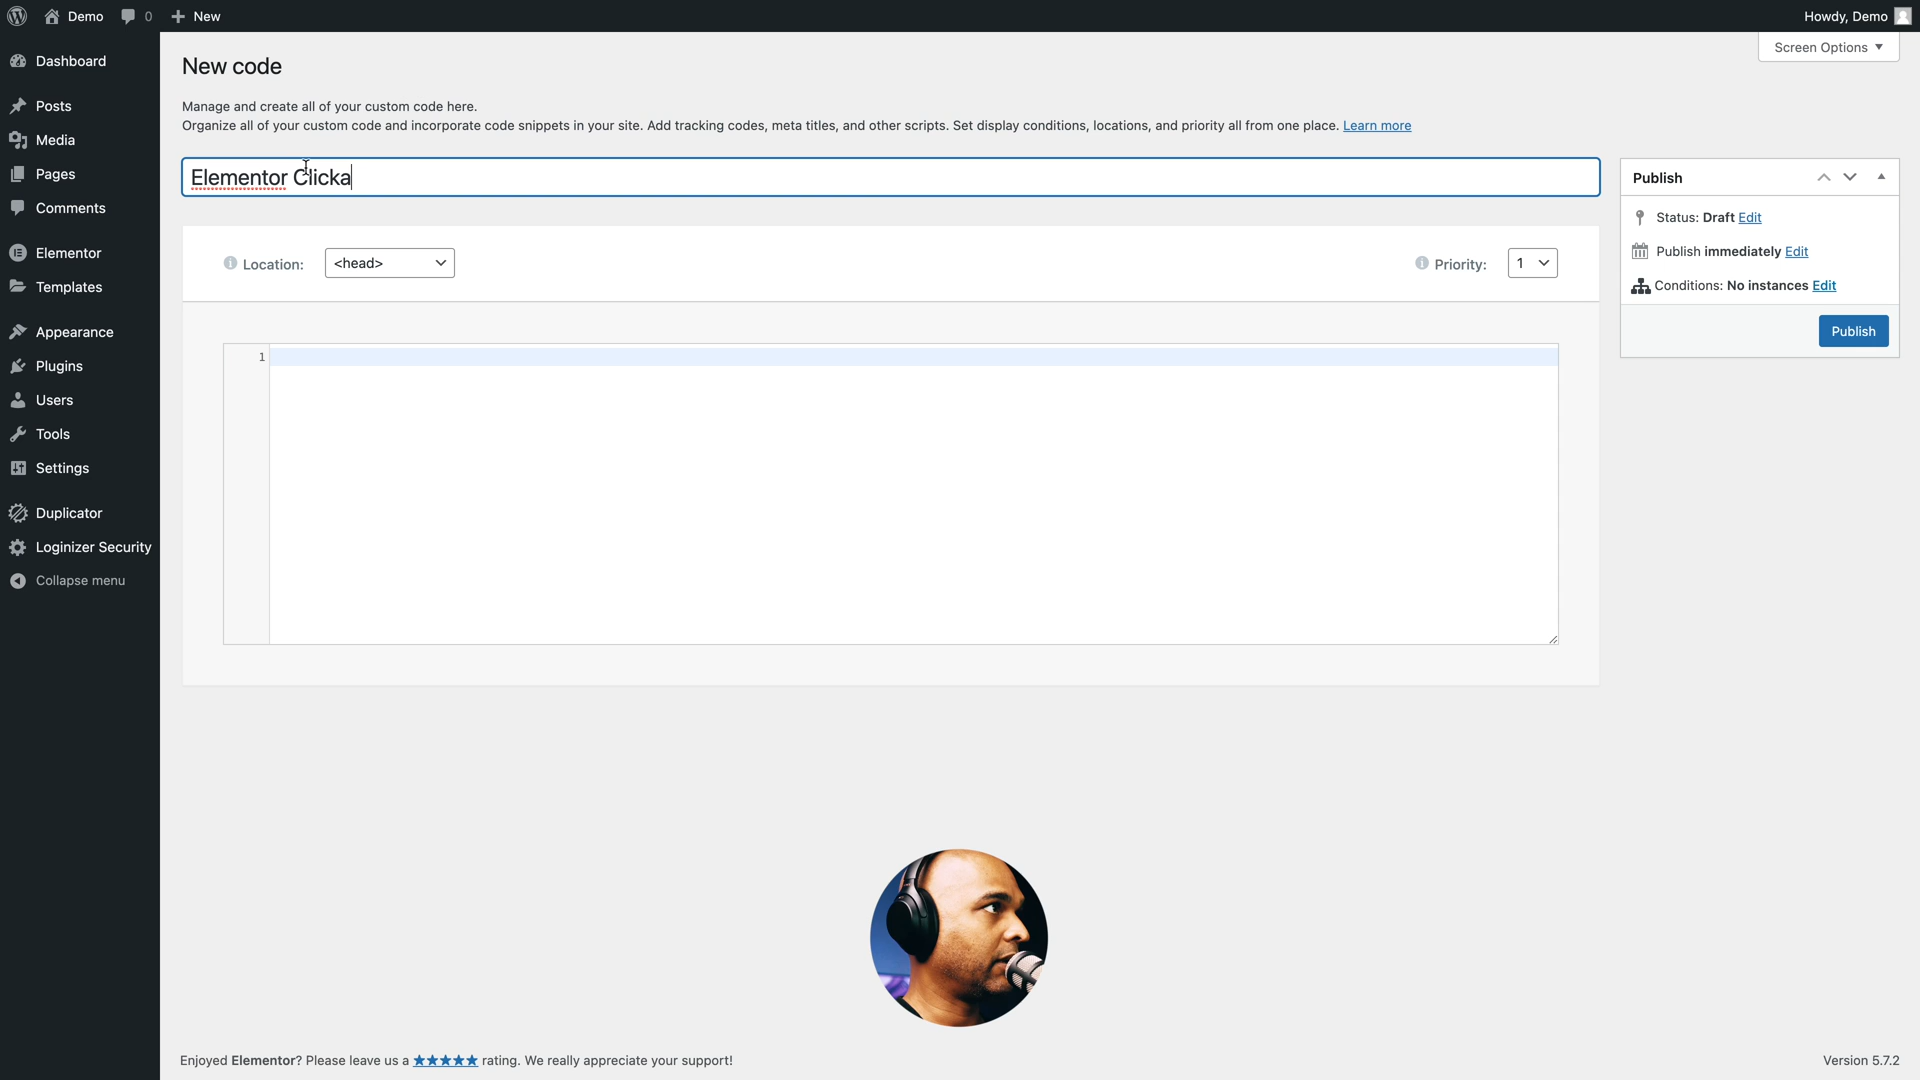 Demo
0
New
Howdy, Demo
Screen Options
Dashboard
Posts
Media
Pages
Comments
Elementor
Templates
Appearance
Plugins
Users
Tools
Settings
Duplicator
Loginizer Security
Collapse menu
New code
Manage and create all of your custom code here.
Organize all of your custom code and incorporate code snippets in your site. Add tracking codes, meta titles, and other scripts. Set display conditions, locations, and priority all from one place. Learn more
Elementor Clicka
Location: <head>
Priority: 1
1
Publish
Status: Draft Edit
Publish immediately Edit
Conditions: No instances Edit
Publish
Enjoyed Elementor? Please leave us a ★★★★★ rating. We really appreciate your support!
Version 5.7.2